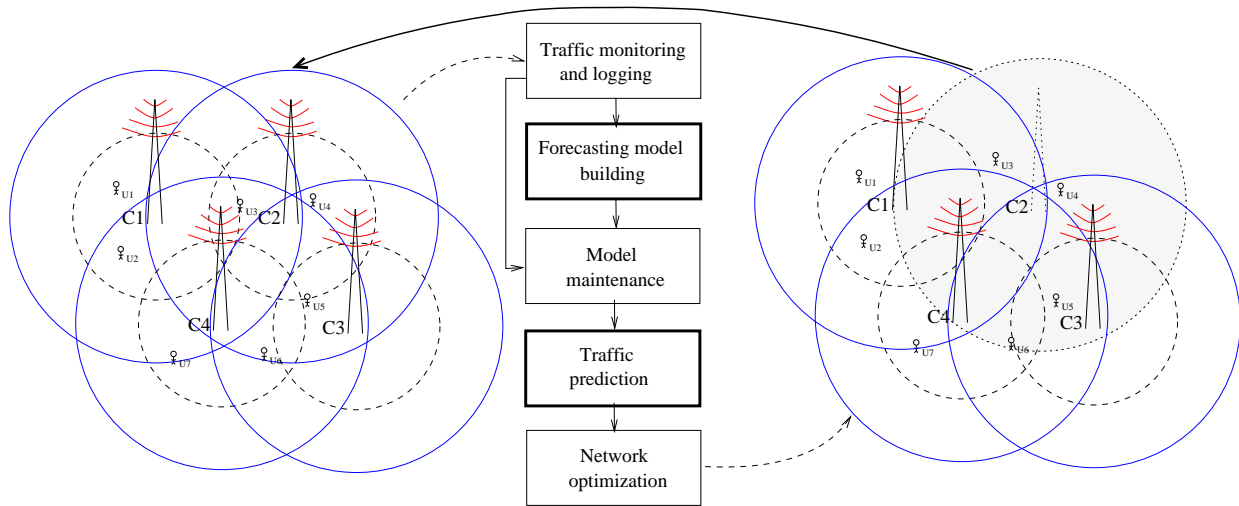 Traffic monitoring
and logging
Forecasting model
building
Model
maintenance
Traffic
prediction
Network
optimization
U1
C1
U2
U3
C2
U4
C4
U5
C3
U7
U6
U3
U1
C1
C2
U4
U2
U5
C4
C3
U7
U6